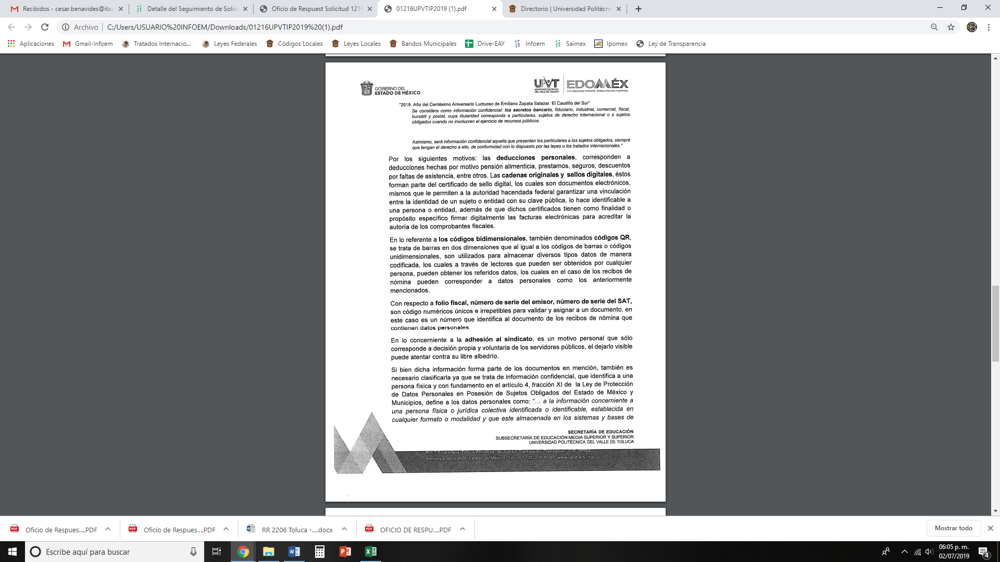 Recibidos - cesar.benavides@itai
Detalle del Seguimiento de Solici
Oficio de Respuest Solicitud 1216
01216UPVTIP2019 (1).pdf
Directorio | Universidad Politécni
Archivo
C:/Users/USUARIO%20INFOEM/Downloads/01216UPVTIP2019%20(1).pdf
Aplicaciones
Gmail-Infoem
Tratados Internacio...
Leyes Federales
Códigos Locales
Leyes Locales
Bandos Municipales
Drive-EAY
Infoem
Saimex
Ipomex
Ley de Transparencia
GOBIERNO DEL
ESTADO DE MÉXICO
UPVT
UNIVERSIDAD POLITÉCNICA
DEL VALLE DE TOLUCA
EDOMÉX
DECISIONES FIRMES, RESULTADOS FUERTES.
"2019. Año del Centésimo Aniversario Luctuoso de Emiliano Zapata Salazar. El Caudillo del Sur"
Se considera como información confidencial: los secretos bancario, fiduciario, industrial, comercial, fiscal,
bursátil y postal, cuya titularidad corresponda a particulares, sujetos de derecho internacional o a sujetos
obligados cuando no involucren el ejercicio de recursos públicos.
Asimismo, será información confidencial aquella que presenten los particulares a los sujetos obligados, siempre
que tengan el derecho a ello, de conformidad con lo dispuesto por las leyes o los tratados internacionales."
Por los siguientes motivos: las deducciones personales, corresponden a
deducciones hechas por motivo pensión alimenticia, prestamos, seguros, descuentos
por faltas de asistencia, entre otros. Las cadenas originales y sellos digitales, éstos
forman parte del certificado de sello digital, los cuales son documentos electrónicos,
mismos que le permiten a la autoridad hacendada federal garantizar una vinculación
entre la identidad de un sujeto o entidad con su clave pública, lo hace identificable a
una persona o entidad, además de que dichos certificados tienen como finalidad o
propósito específico firmar digitalmente las facturas electrónicas para acreditar la
autoría de los comprobantes fiscales.
En lo referente a los códigos bidimensionales, también denominados códigos QR,
se trata de barras en dos dimensiones que al igual a los códigos de barras o códigos
unidimensionales, son utilizados para almacenar diversos tipos datos de manera
codificada, los cuales a través de lectores que pueden ser obtenidos por cualquier
persona, pueden obtener los referidos datos, los cuales en el caso de los recibos de
nómina pueden corresponder a datos personales como los anteriormente
mencionados.
Con respecto a folio fiscal, número de serie del emisor, número de serie del SAT,
son código numéricos únicos e irrepetibles para validar y asignar a un documento, en
este caso es un número que identifica al documento de los recibos de nómina que
contienen datos personales.
En lo concerniente a la adhesión al sindicato, es un motivo personal que sólo
corresponde a decisión propia y voluntaria de los servidores públicos, el dejarlo visible
puede atentar contra su libre albedrío.
Si bien dicha información forma parte de los documentos en mención, también es
necesario clasificarla ya que se trata de información confidencial, que identifica a una
persona física y con fundamento en el artículo 4, fracción XI de la Ley de Protección
de Datos Personales en Posesión de Sujetos Obligados del Estado de México y
Municipios, define a los datos personales como: "... a la información concerniente a
una persona física o jurídica colectiva identificada o identificable, establecida en
cualquier formato o modalidad y que este almacenada en los sistemas y bases de
SECRETARÍA DE EDUCACIÓN
SUBSECRETARÍA DE EDUCACIÓN MEDIA SUPERIOR Y SUPERIOR
UNIVERSIDAD POLITÉCNICA DEL VALLE DE TOLUCA
Km 5.6 carretera Toluca Almoloya de Juárez, Santiaguito Tlalcilalcali, C.P. 50904
Almoloya de Juárez, Estado de México, Tel.: (01 722) 276 60 60 www.upvt.edu.mx
Oficio de Respues....PDF
Oficio de Respues....PDF
RR 2206 Toluca -....docx
OFICIO DE RESPU....PDF
Mostrar todo
Escribe aquí para buscar
06:05 p. m.
02/07/2019
4